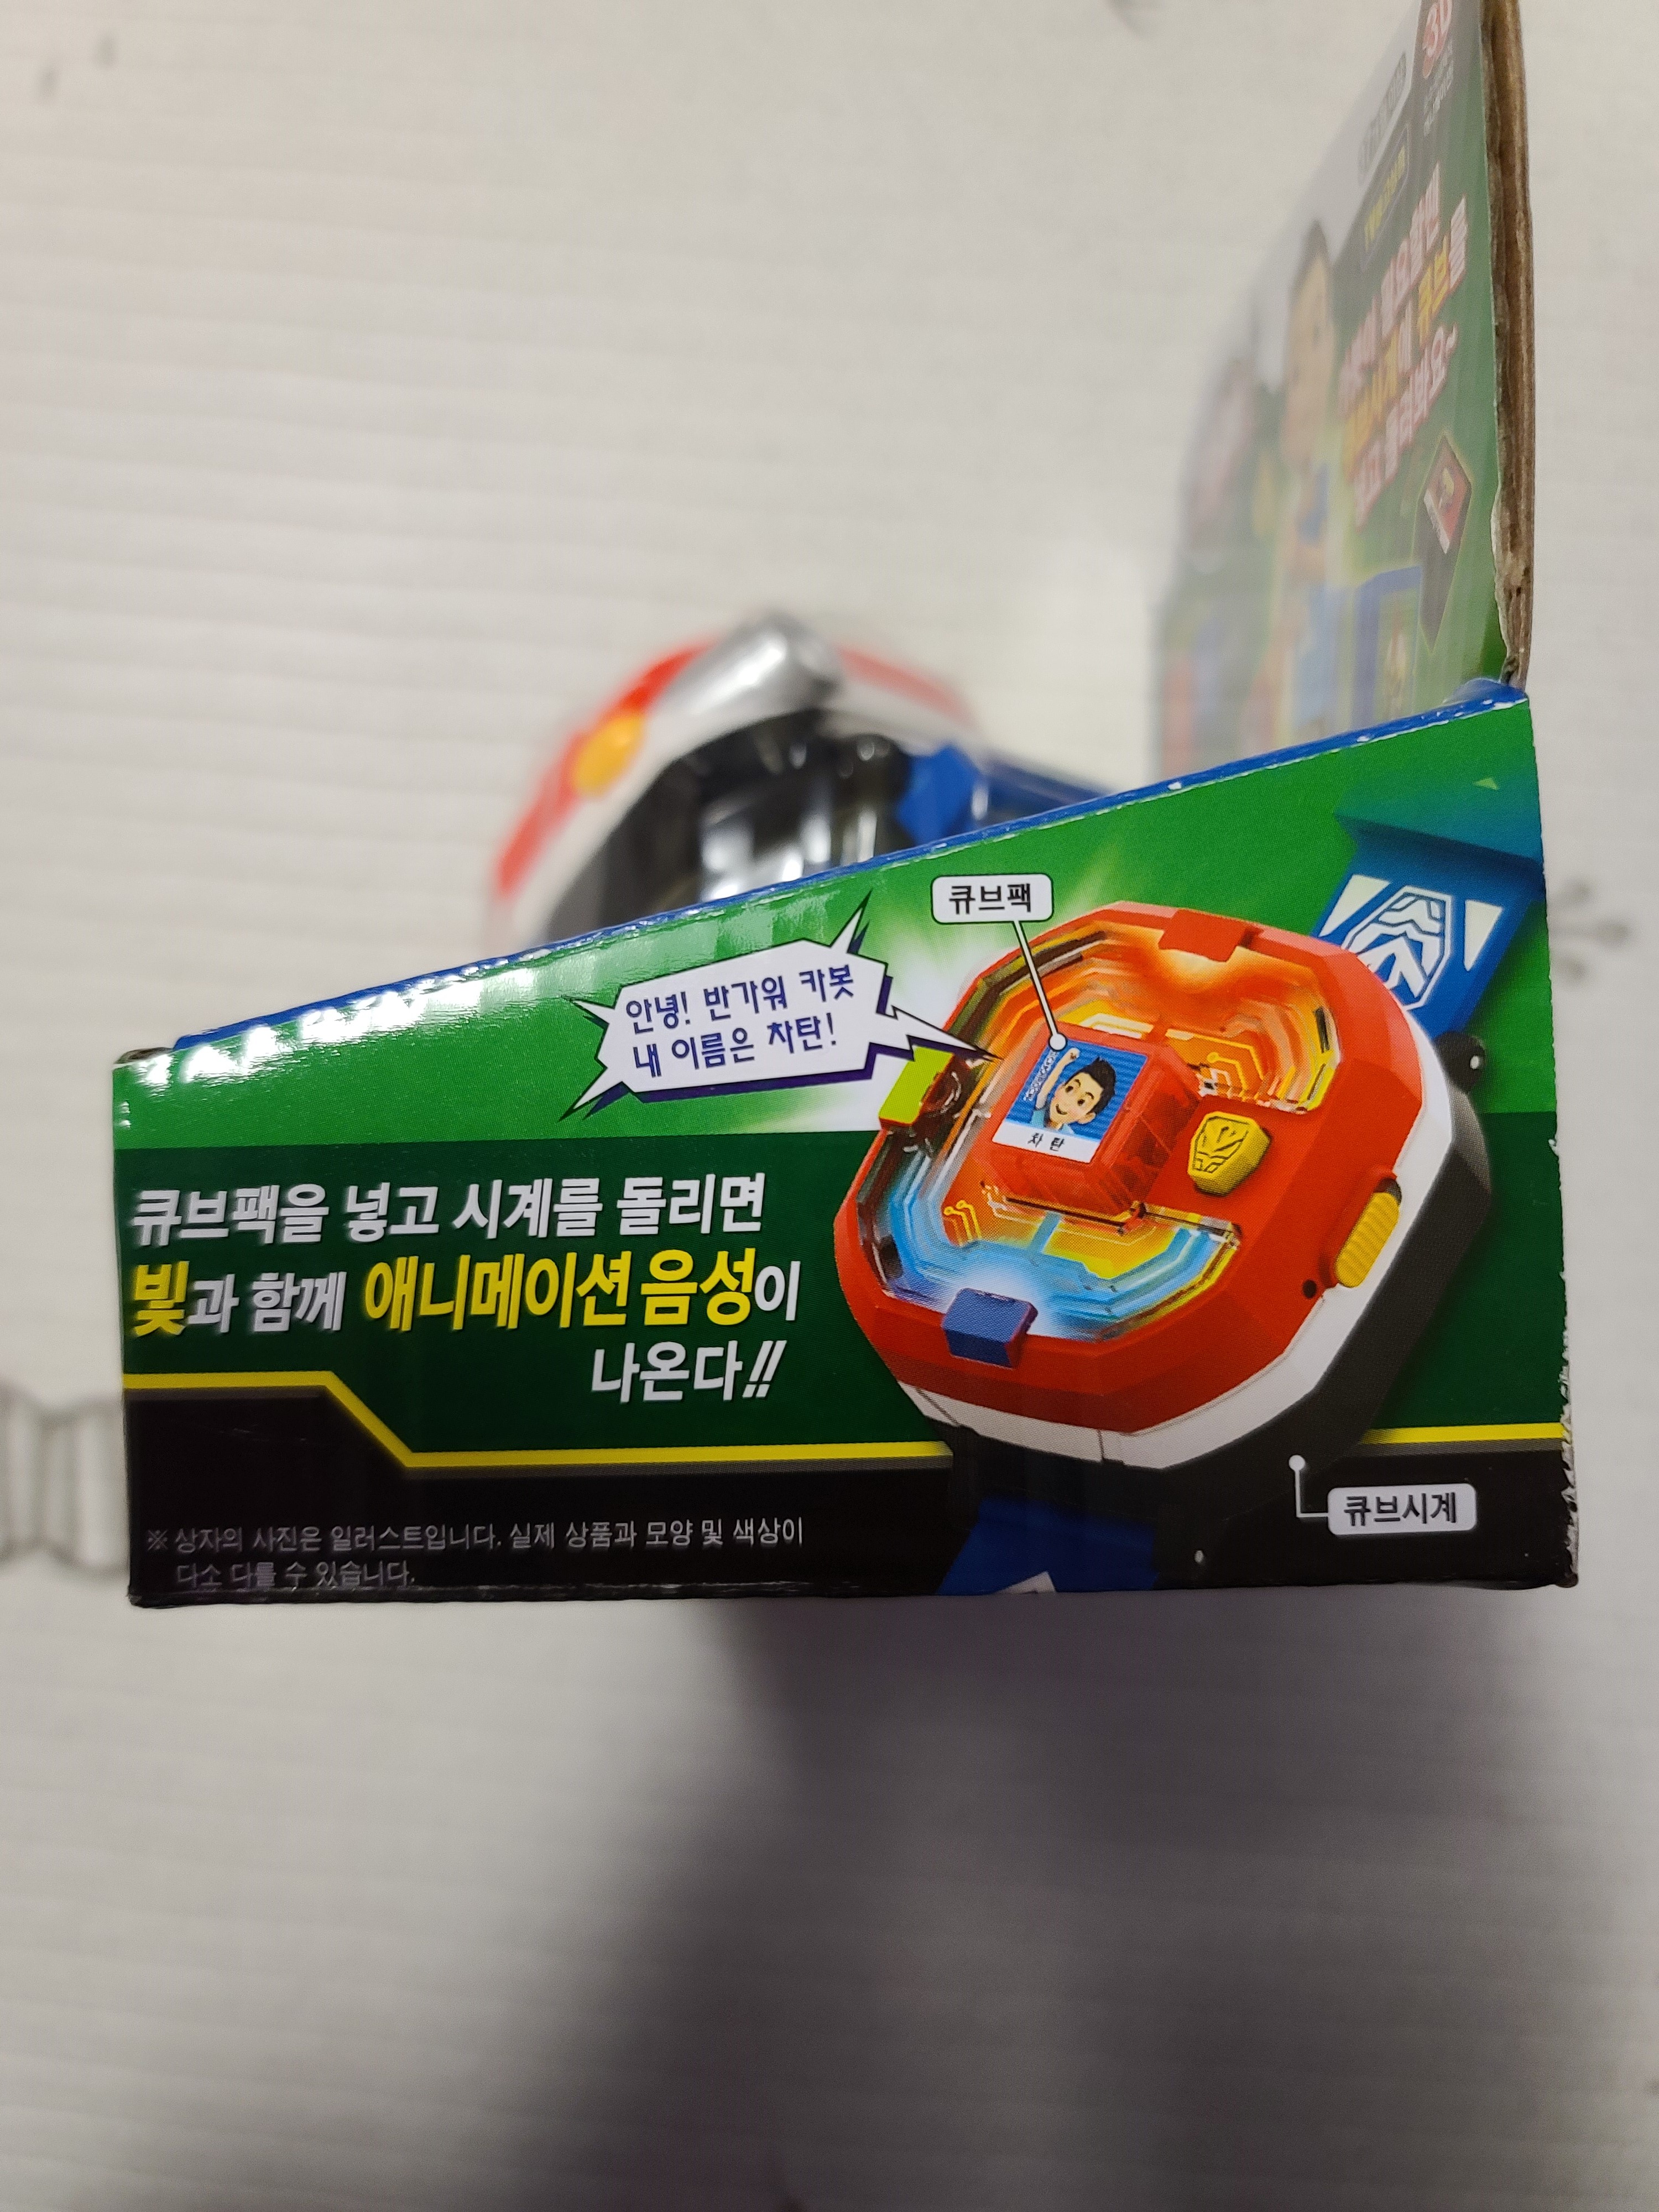 큐브팩
안녕! 반가워 카봇
내 이름은 차탄!
차 탄
큐브팩을 넣고 시계를 돌리면
빛과 함께 애니메이션 음성이
나온다!!
큐브시계
※ 상자의 사진은 일러스트입니다. 실제 상품과 모양 및 색상이
다소 다를 수 있습니다.